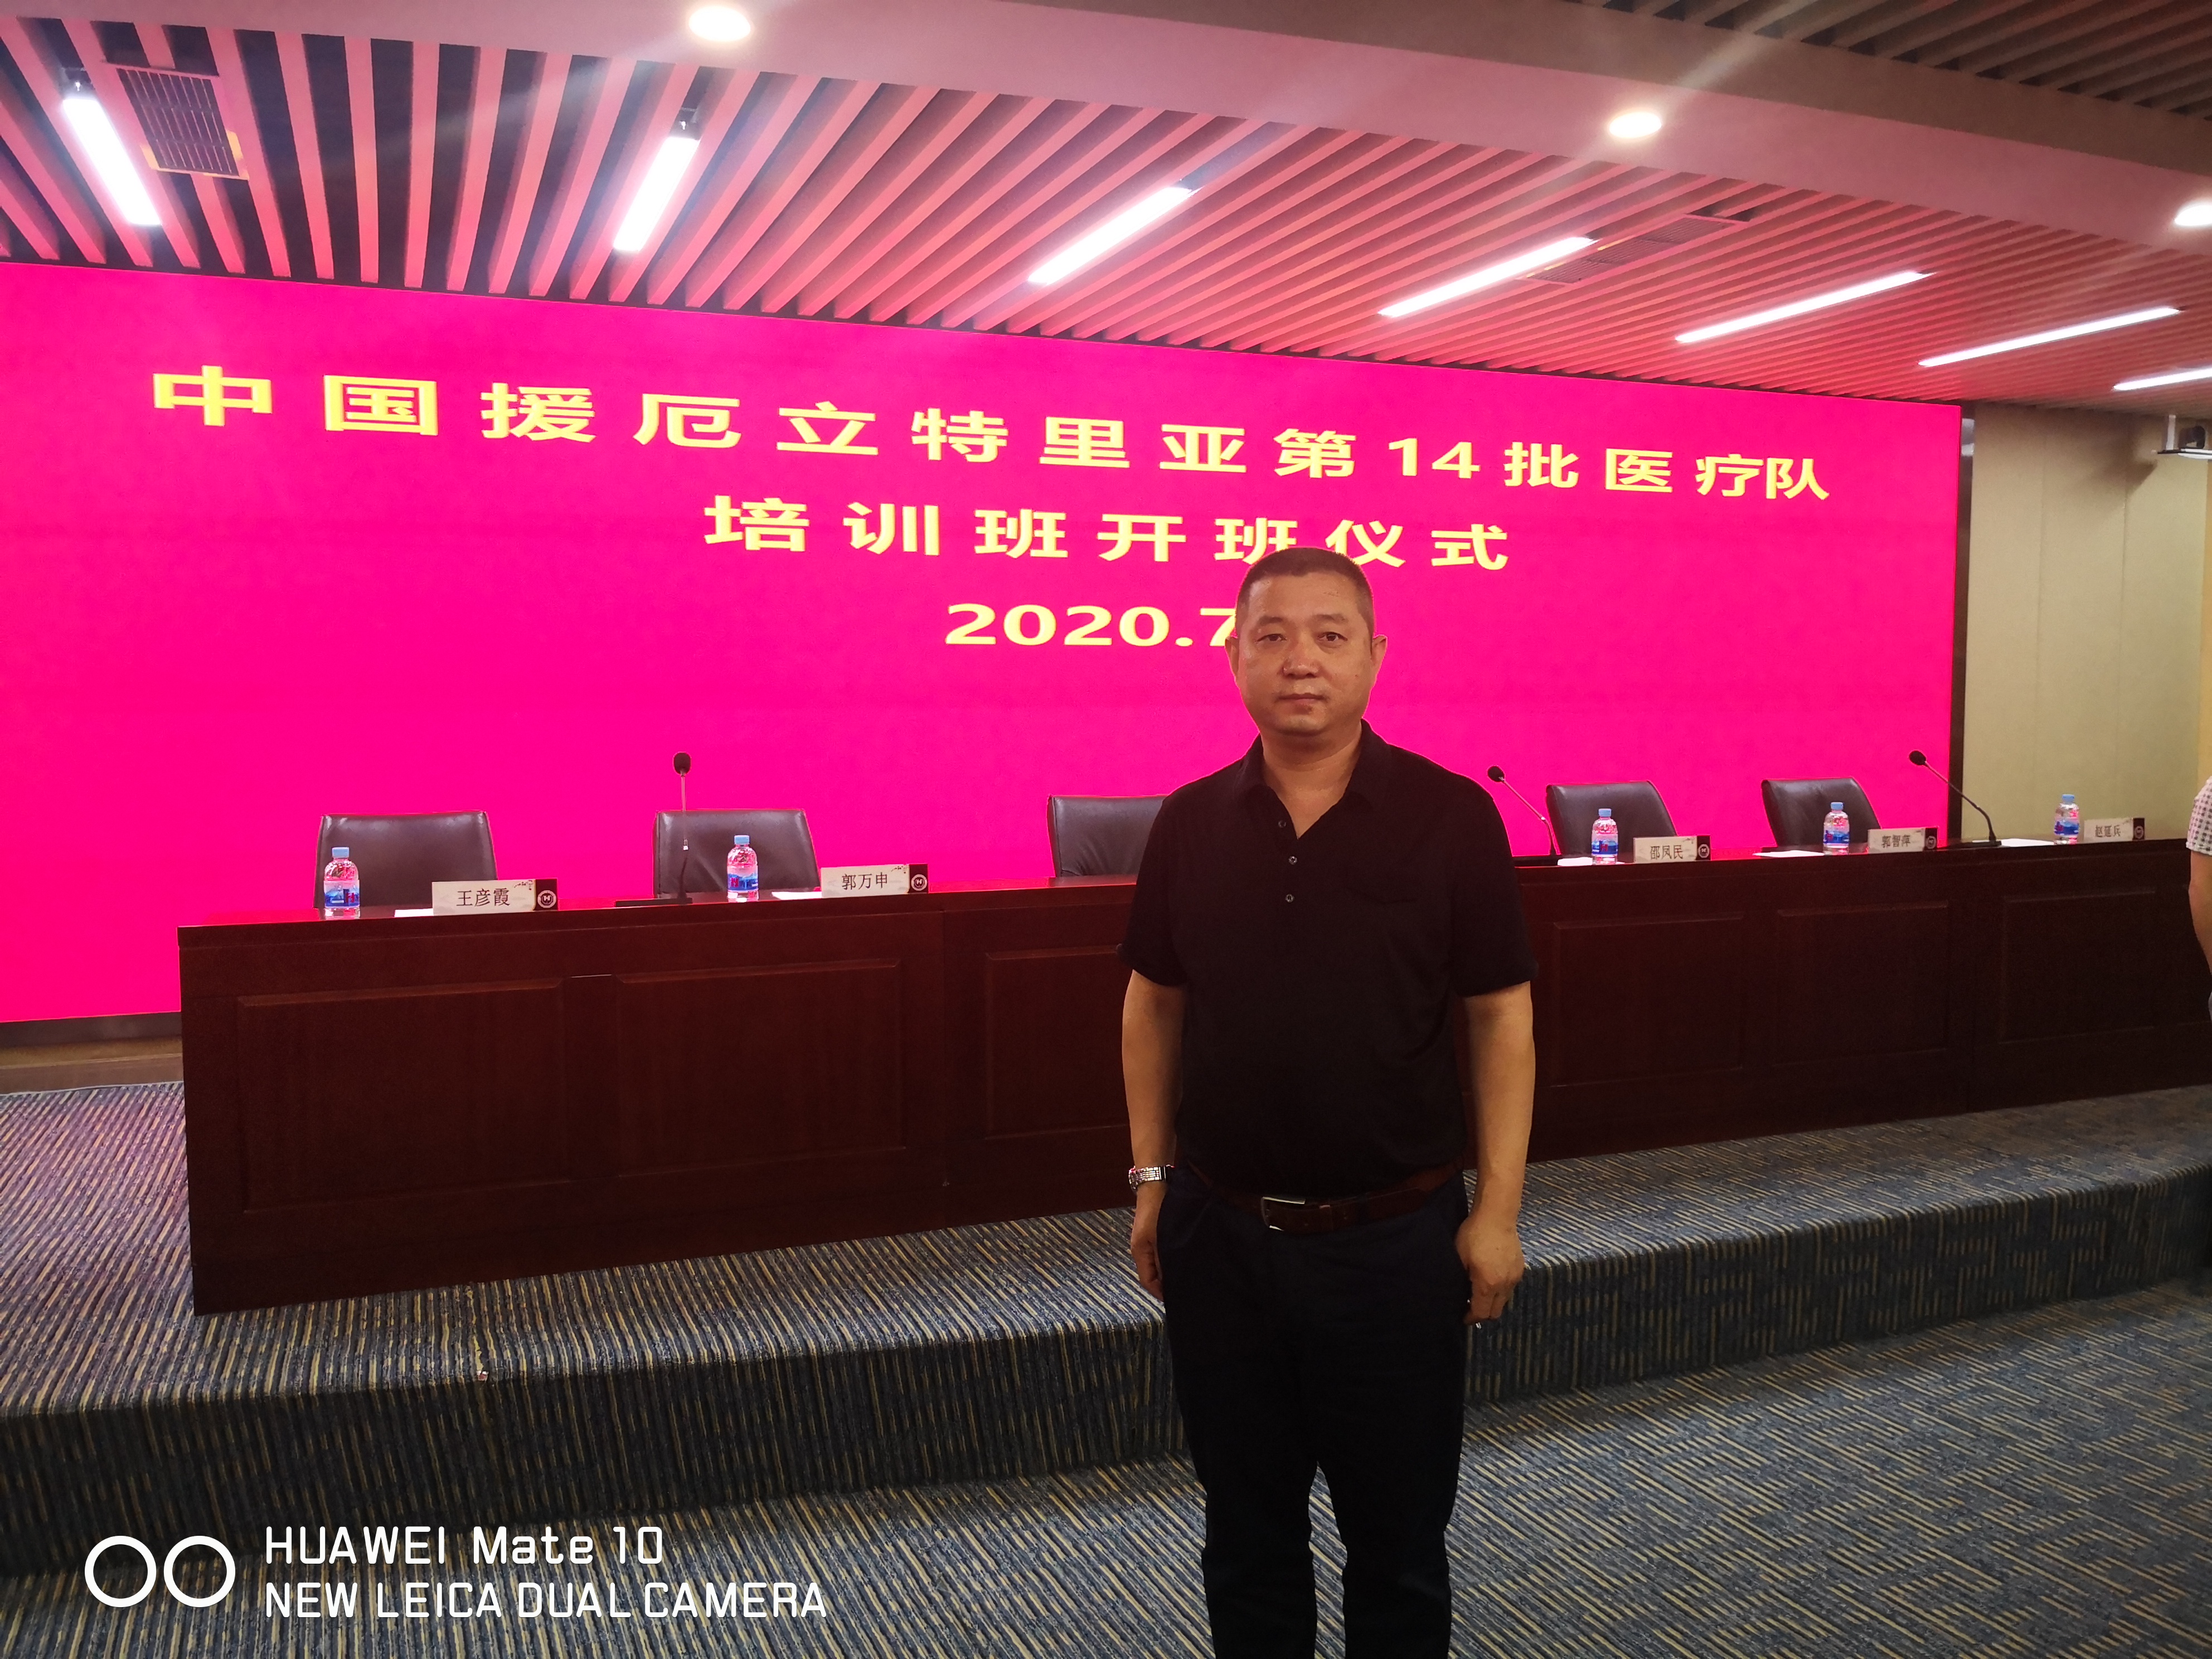 中国援厄立特里亚第14批医疗队
培训班开班仪式
2020.7
王彦霞
郭万申
邵凤民
郭智萍
赵延兵
HUAWEI Mate 10
NEW LEICA DUAL CAMERA